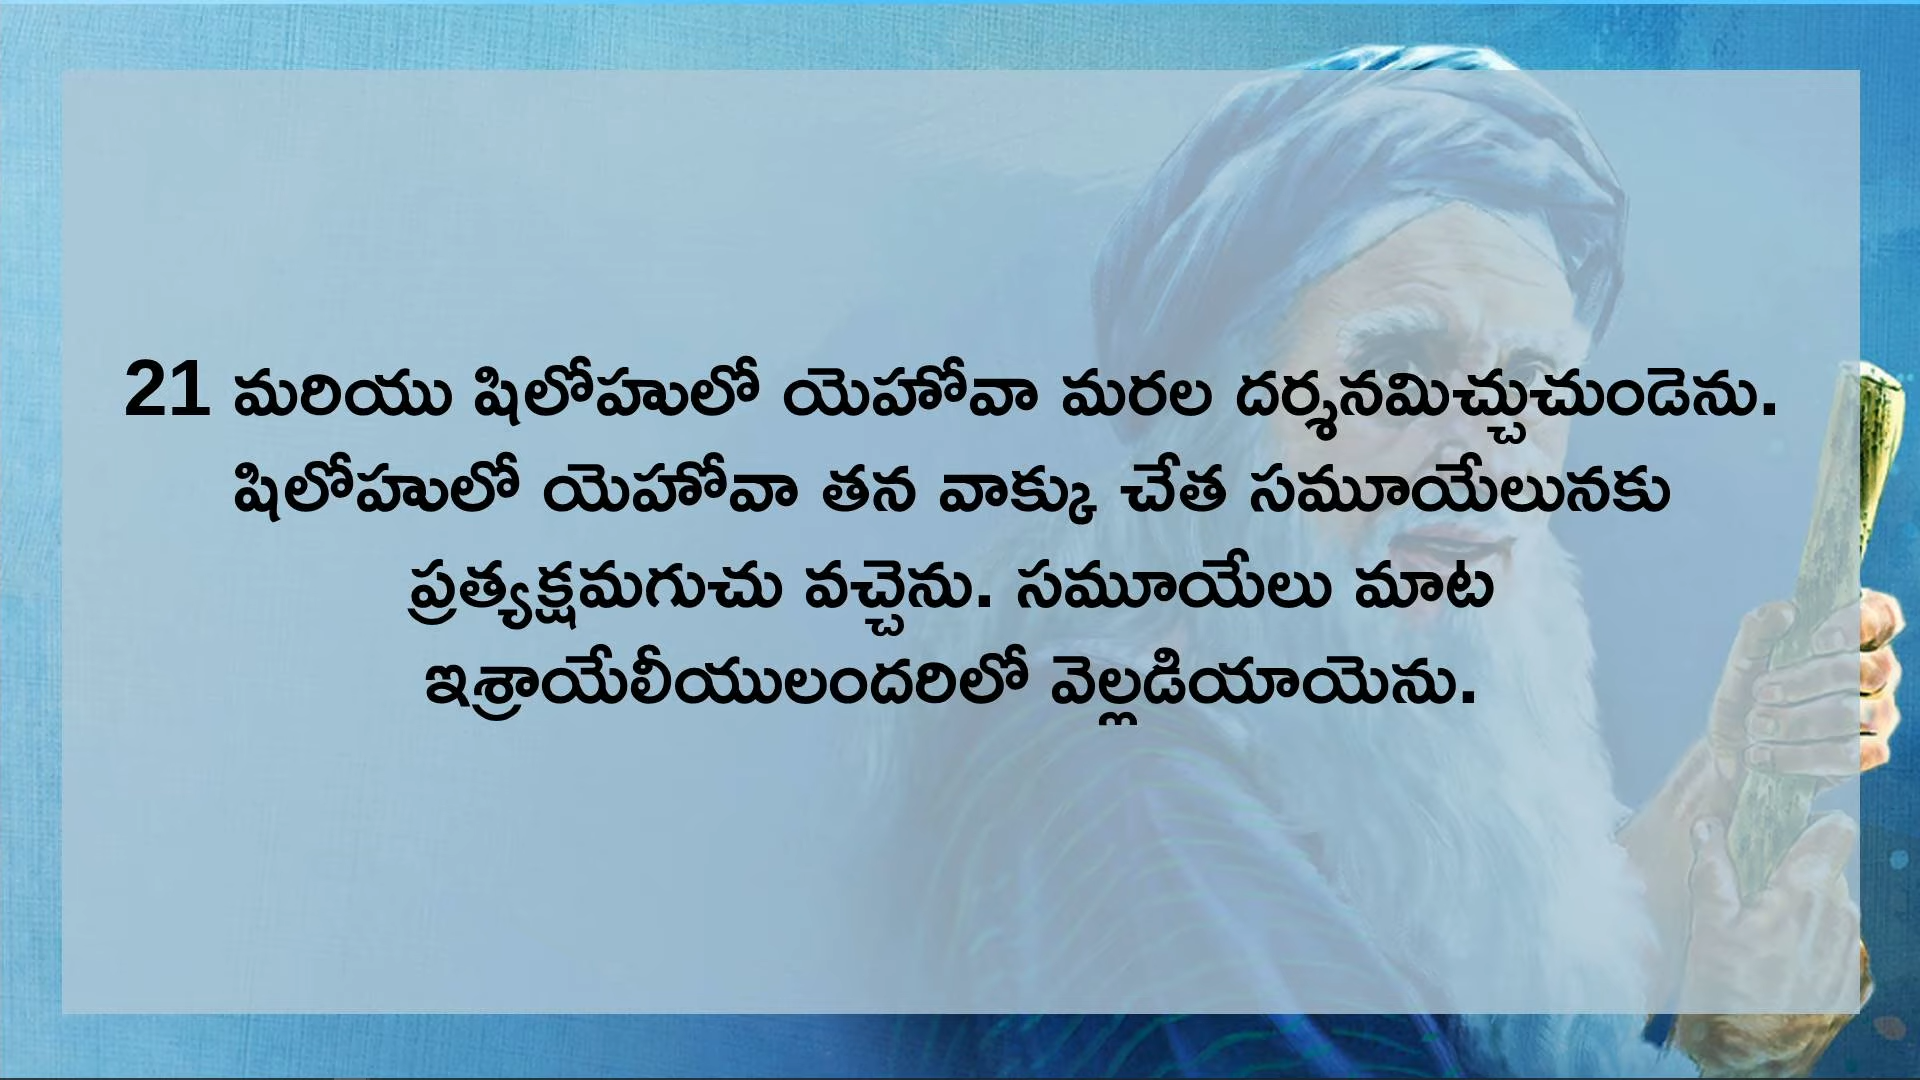 21 మరియు షిలోహులో యెహోవా మరల దర్శనమిచ్చుచుండెను.
షిలోహులో యెహోవా తన వాక్కు చేత సమూయేలునకు
ప్రత్యక్షమగుచు వచ్చెను. సమూయేలు మాట
ఇశ్రాయేలీయులందరిలో వెల్లడియాయెను.